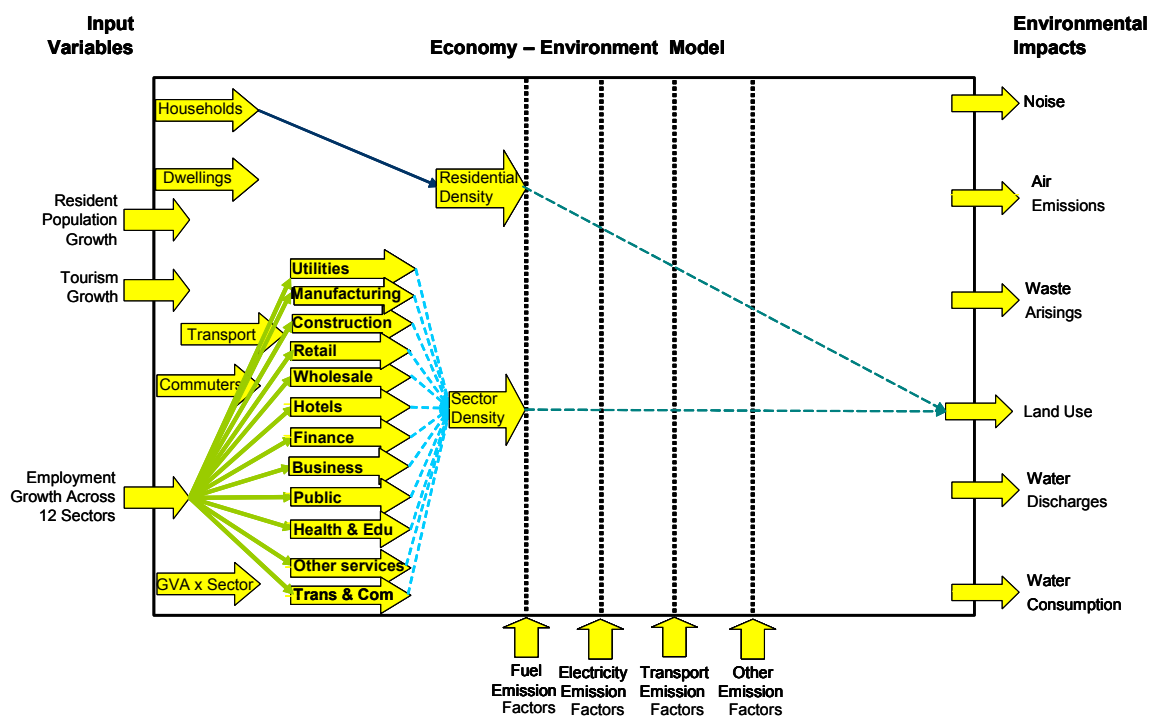 Input
Variables
Economy – Environment  Model
Environmental
Impacts
Households
Dwellings
Resident
Population
Growth
Tourism
Growth
Transport
Commuters
Employment
Growth Across
12 Sectors
GVA x Sector
Utilities
Manufacturing
Construction
Retail
Wholesale
Hotels
Finance
Business
Public
Health & Edu
Other services
Trans & Com
Residential
Density
Sector
Density
Noise
Air
Emissions
Waste
Arisings
Land Use
Water
Discharges
Water
Consumption
Fuel
Emission
Factors
Electricity
Emission
Factors
Transport
Emission
Factors
Other
Emission
Factors